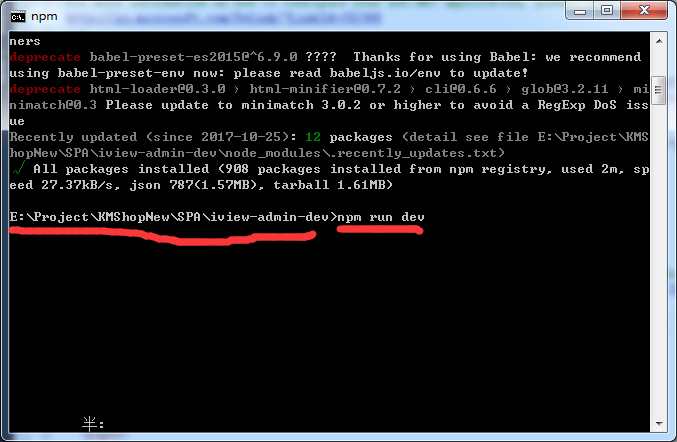 npm
ners
deprecate babel-preset-es2015@^6.9.0 ????  Thanks for using Babel: we recommend
using babel-preset-env now: please read babeljs.io/env to update!
deprecate html-loader@0.3.0 › html-minifier@0.7.2 › cli@0.6.6 › glob@3.2.11 › mi
nimatch@0.3 Please update to minimatch 3.0.2 or higher to avoid a RegExp DoS iss
ue
Recently updated (since 2017-10-25): 12 packages (detail see file E:\Project\KMS
hopNew\SPA\iview-admin-dev\node_modules\.recently_updates.txt)
√ All packages installed (908 packages installed from npm registry, used 2m, sp
eed 27.37kB/s, json 787(1.57MB), tarball 1.61MB)
E:\Project\KMShopNew\SPA\iview-admin-dev>npm run dev
半: